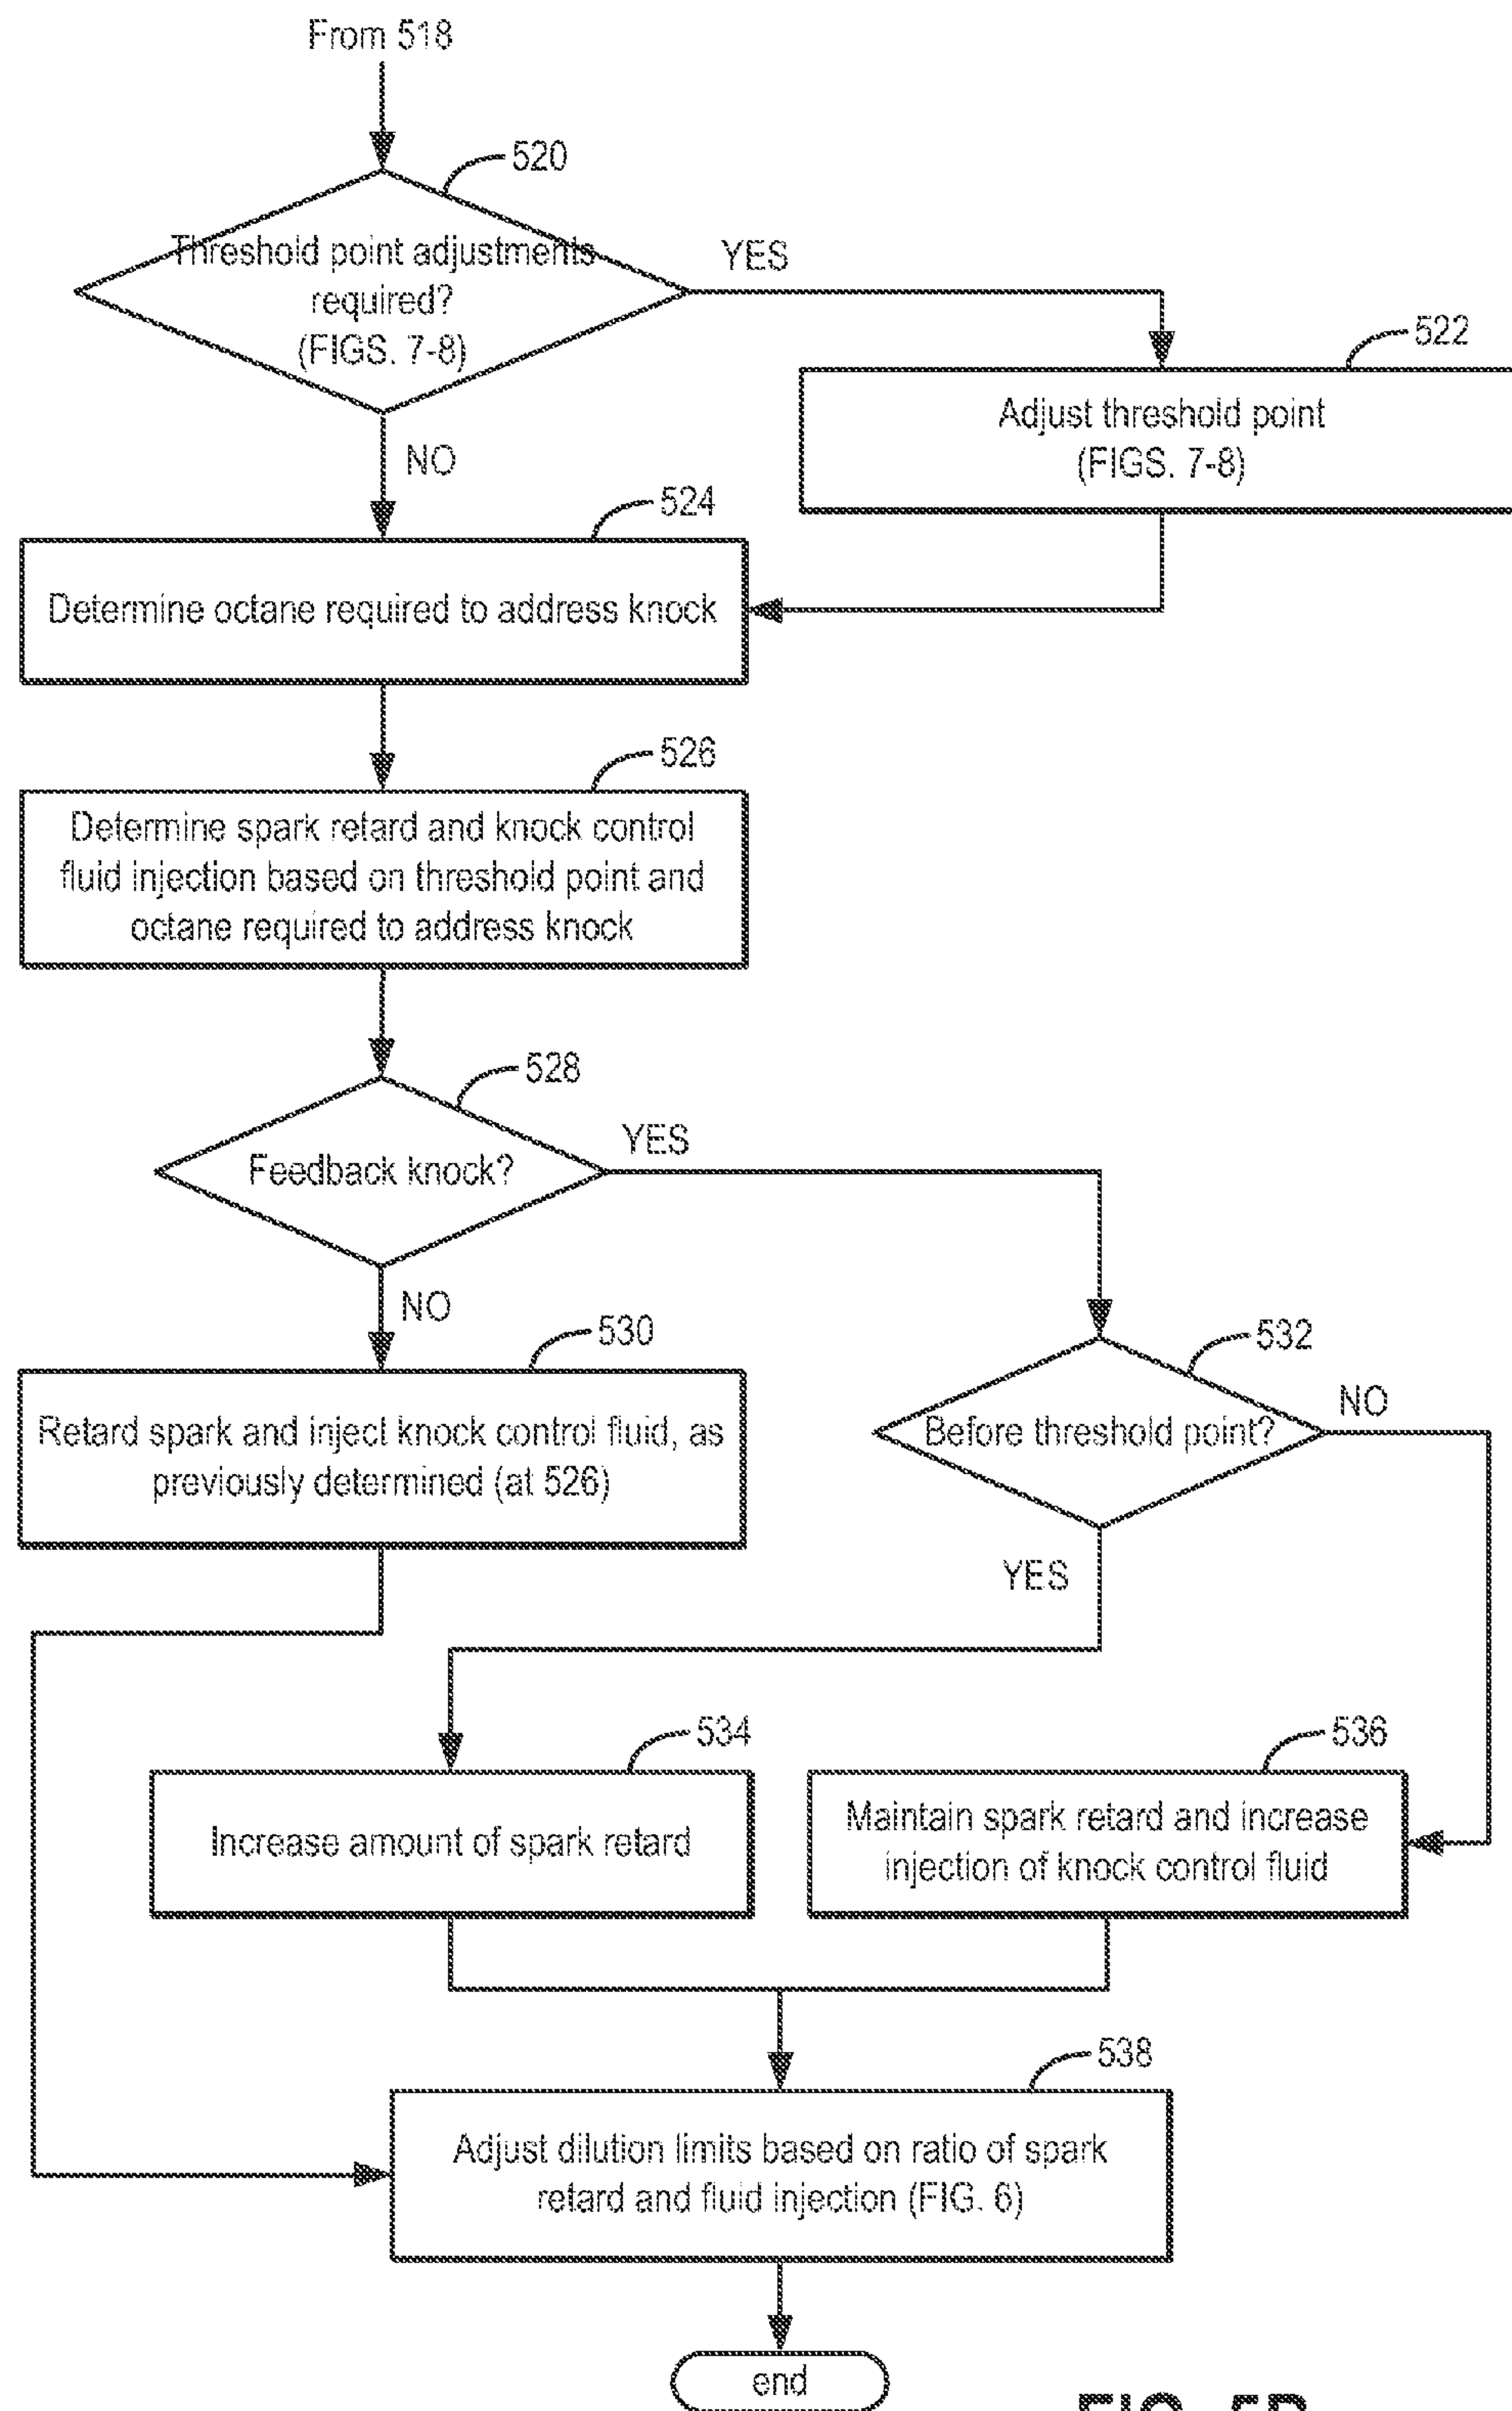 From 518
520
Threshold point adjustments
required?
(FIGS. 7-8)
YES
522
Adjust threshold point
(FIGS. 7-8)
NO
524
Determine octane required to address knock
526
Determine spark retard and knock control
fluid injection based on threshold point and
octane required to address knock
528
Feedback knock?
YES
NO
530
Retard spark and inject knock control fluid, as
previously determined (at 526)
532
Before threshold point?
NO
YES
534
Increase amount of spark retard
536
Maintain spark retard and increase
injection of knock control fluid
538
Adjust dilution limits based on ratio of spark
retard and fluid injection (FIG. 6)
end